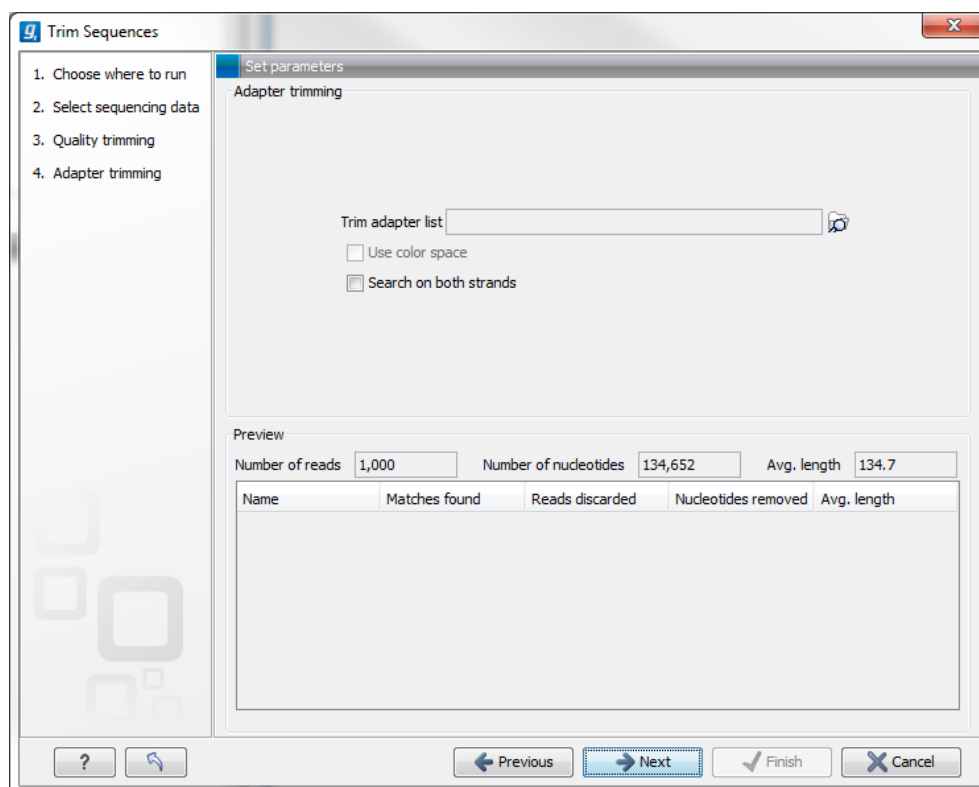 Trim Sequences
1. Choose where to run
2. Select sequencing data
3. Quality trimming
4. Adapter trimming
Set parameters
Adapter trimming
Trim adapter list
Use color space
Search on both strands
Preview
Number of reads 1,000 Number of nucleotides 134,652 Avg. length 134.7
Name Matches found Reads discarded Nucleotides removed Avg. length
? Previous Next Finish Cancel